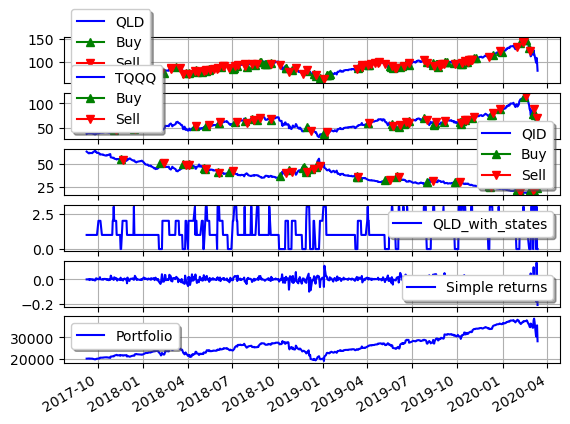 QLD
Buy
Sell
150
100
TQQQ
Buy
Sell
100
50
QID
Buy
Sell
50
25
QLD_with_states
2.5
0.0
Simple returns
0.0
−0.2
Portfolio
30000
20000
2017-10
2018-01
2018-04
2018-07
2018-10
2019-01
2019-04
2019-07
2019-10
2020-01
2020-04